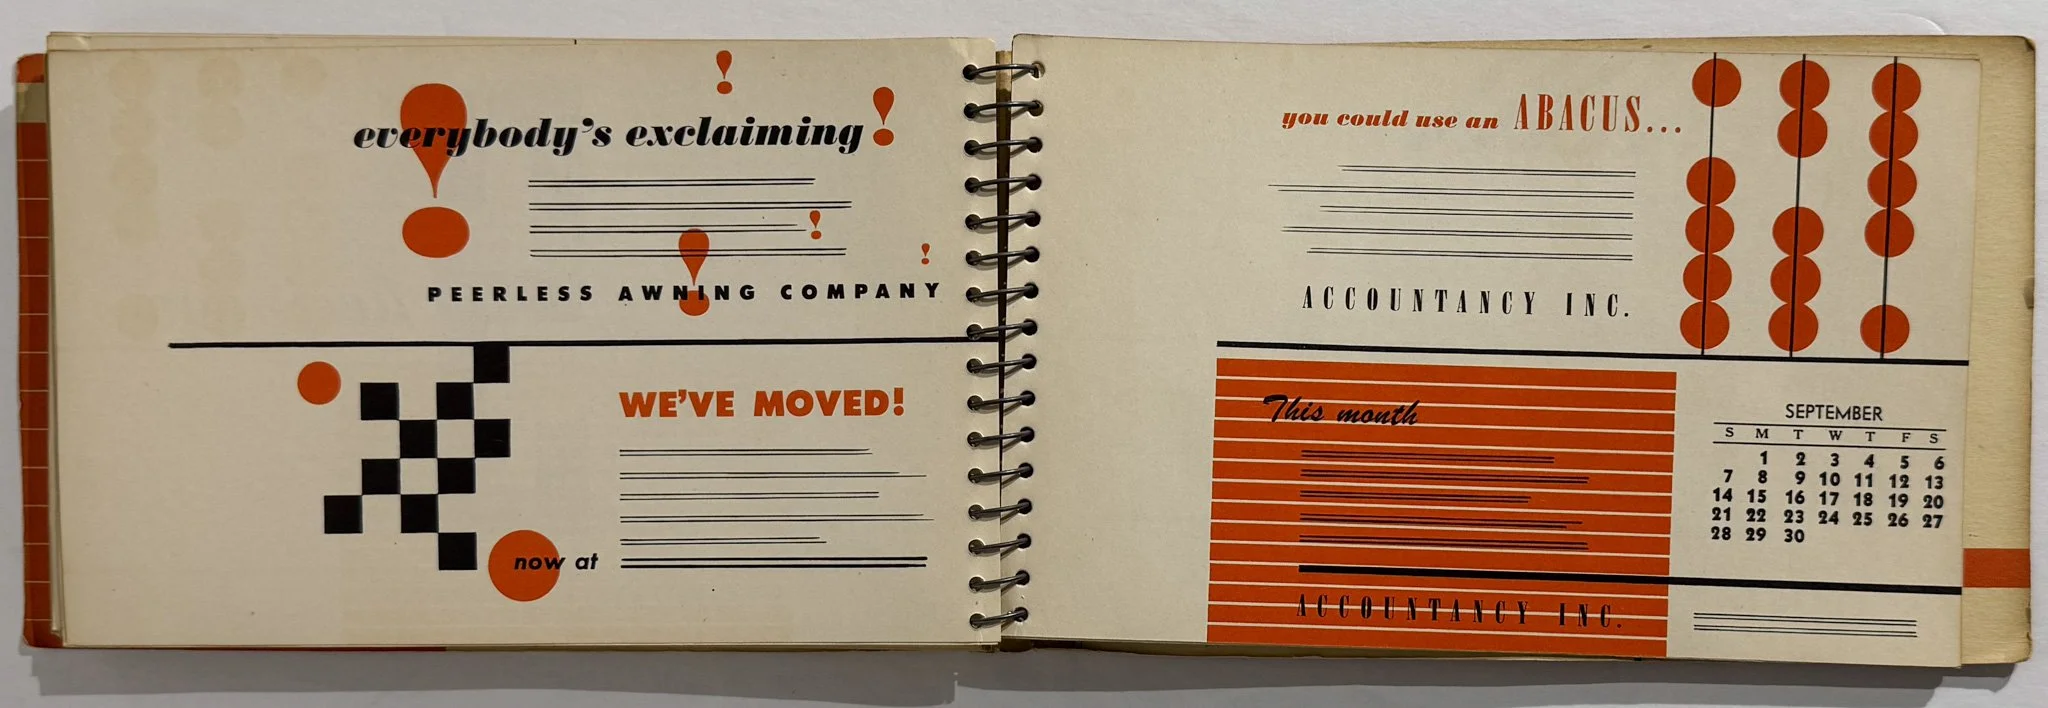 everybody's exclaiming!
PEERLESS AWNING COMPANY
WE'VE MOVED!
now at
you could use an ABACUS...
ACCOUNTANCY INC.
This month
ACCOUNTANCY INC.
SEPTEMBER
S M T W T F S
1 2 3 4 5 6
7 8 9 10 11 12 13
14 15 16 17 18 19 20
21 22 23 24 25 26 27
28 29 30